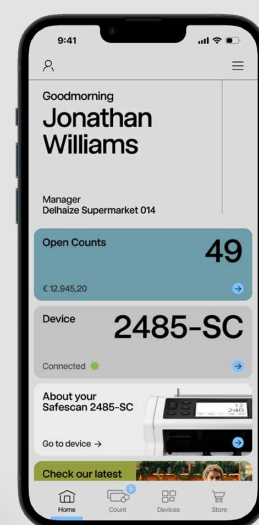 9:41
Goodmorning
Jonathan
Williams
Manager
Delhaize Supermarket 014
Open Counts
49
€ 12.945,20
Device
2485-SC
Connected
About your
Safescan 2485-SC
Go to device →
Check our latest
Home
Count
Devices
Store